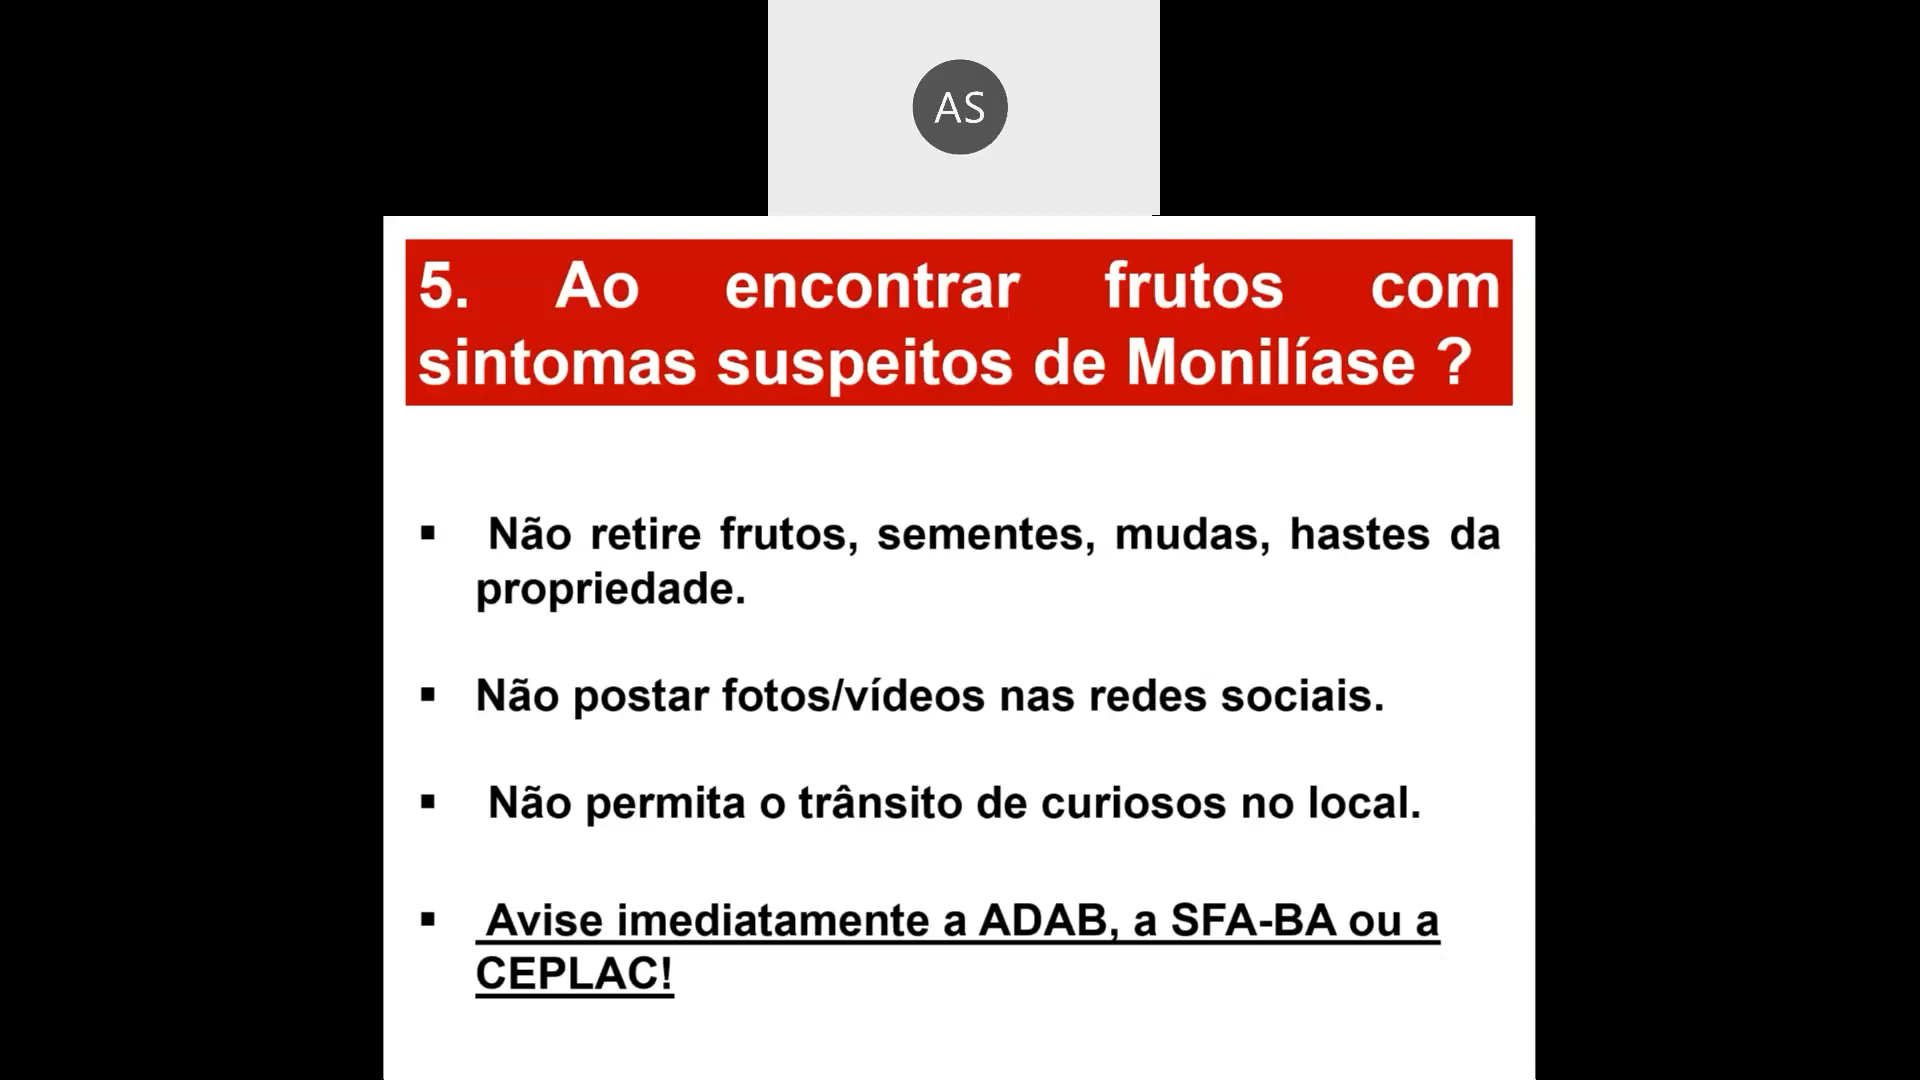 AS
5. Ao encontrar frutos com
sintomas suspeitos de Monilíase ?
▪ Não retire frutos, sementes, mudas, hastes da
propriedade.
▪ Não postar fotos/vídeos nas redes sociais.
▪ Não permita o trânsito de curiosos no local.
▪ Avise imediatamente a ADAB, a SFA-BA ou a
CEPLAC!